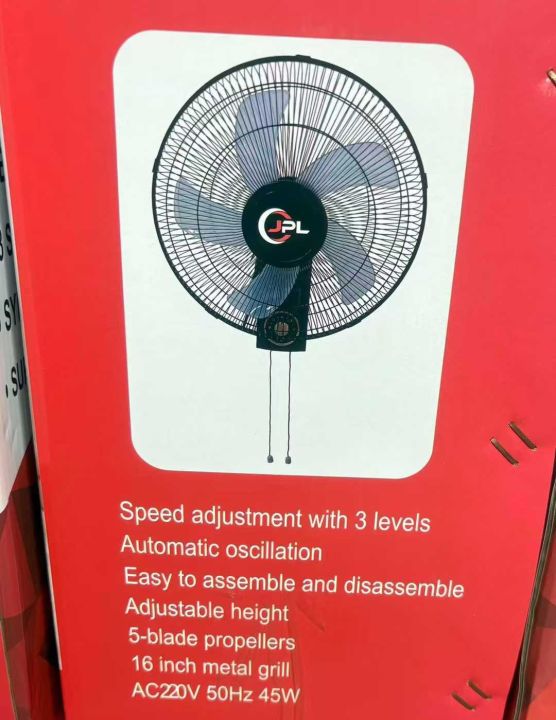 JPL
Speed adjustment with 3 levels
Automatic oscillation
Easy to assemble and disassemble
Adjustable height
5-blade propellers
16 inch metal grill
AC220V 50Hz 45W